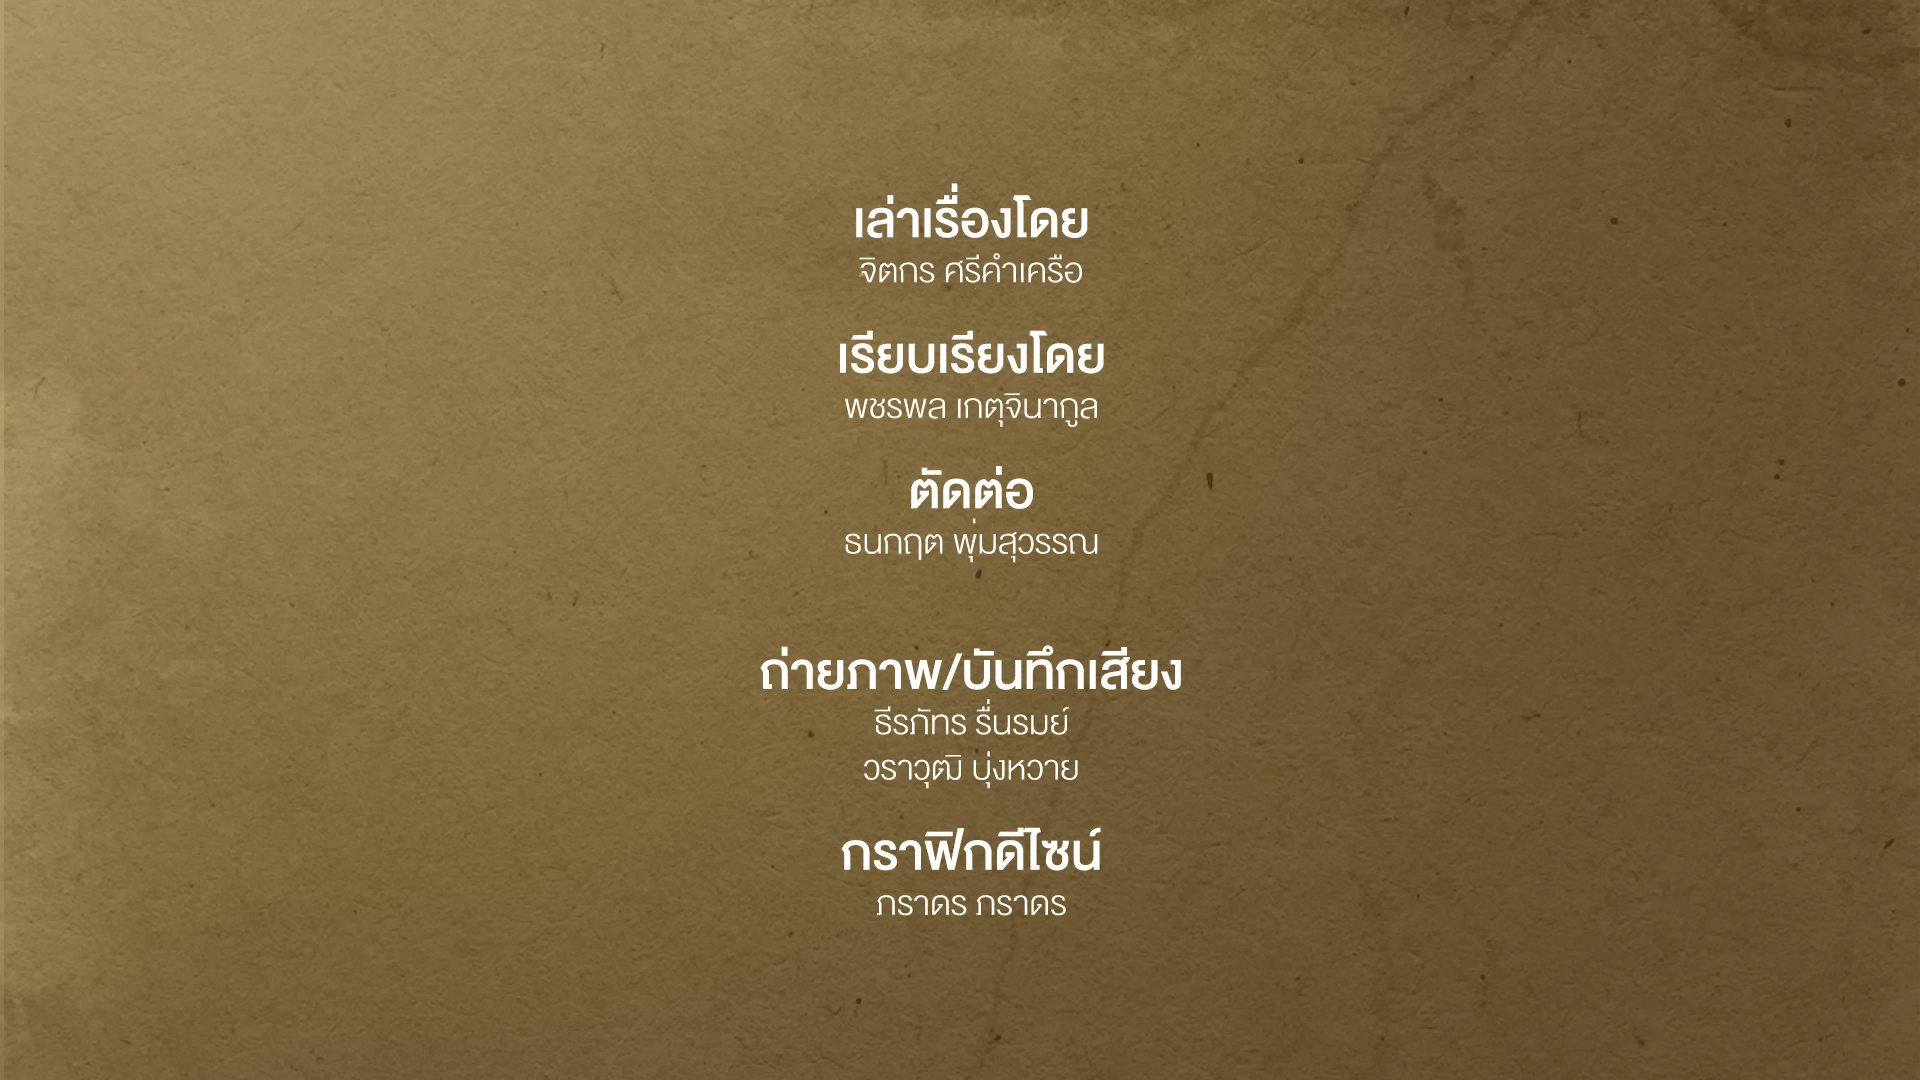 เล่าเรื่องโดย
จิตกร ศรีคำเครือ
เรียบเรียงโดย
พชรพล เกตุจินากูล
ตัดต่อ
ธนกฤต พุ่มสุวรรณ
ถ่ายภาพ/บันทึกเสียง
ธีรภัทร รื่นรมย์
วราวุฒิ บุ่งหวาย
กราฟิกดีไซน์
ภราดร ภราดร